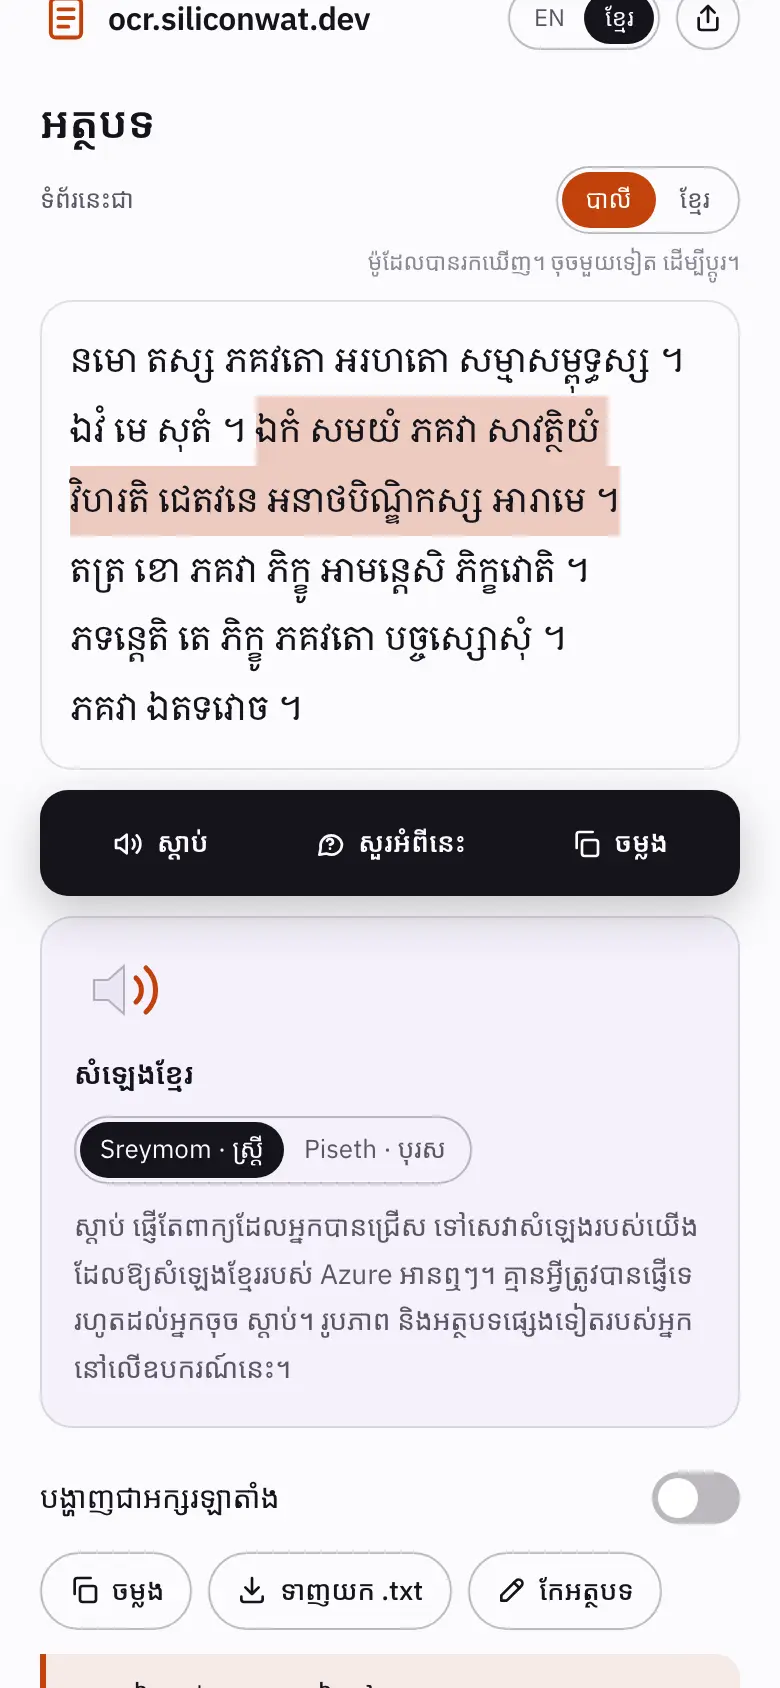 ocr.siliconwat.dev
EN ខ្មែរ
អត្ថបទ
ទំព័រនេះជា
បាលី ខ្មែរ
ម៉ូដែលបានរកឃើញ។ ចុចមួយទៀត ដើម្បីប្ដូរ។
នមោ តស្ស ភគវតោ អរហតោ សម្មាសម្ពុទ្ធស្ស ។
ឯវំ មេ សុតំ ។ ឯកំ សមយំ ភគវា សាវត្ថិយំ
វិហរតិ ជេតវនេ អនាថបិណ្ឌិកស្ស អារាមេ ។
តត្រ ខោ ភគវា ភិក្ខូ អាមន្តេសិ ភិក្ខវោតិ ។
ភទន្តេតិ តេ ភិក្ខូ ភគវតោ បច្ចស្សោសុំ ។
ភគវា ឯតទវោច ។
ស្ដាប់ សួរអំពីនេះ ចម្លង
សំឡេងខ្មែរ
Sreymom · ស្ត្រី Piseth · បុរស
ស្ដាប់ ផ្ញើតែពាក្យដែលអ្នកបានជ្រើស ទៅសេវាសំឡេងរបស់យើង
ដែលឱ្យសំឡេងខ្មែររបស់ Azure អានឮៗ។ គ្មានអ្វីត្រូវបានផ្ញើទេ
រហូតដល់អ្នកចុច ស្ដាប់។ រូបភាព និងអត្ថបទផ្សេងទៀតរបស់អ្នក
នៅលើឧបករណ៍នេះ។
បង្ហាញជាអក្សរឡាតាំង
ចម្លង ទាញយក .txt កែអត្ថបទ